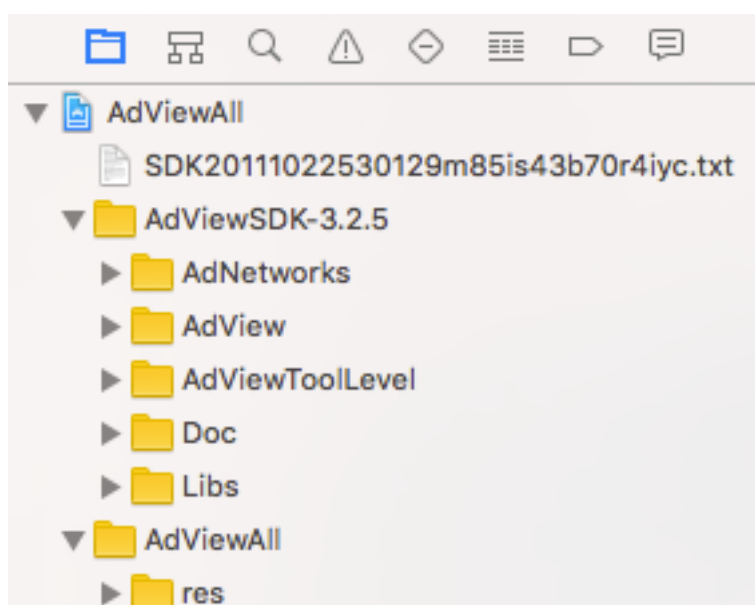 AdViewAll
SDK20111022530129m85is43b70r4iyc.txt
AdViewSDK-3.2.5
AdNetworks
AdView
AdViewToolLevel
Doc
Libs
AdViewAll
res